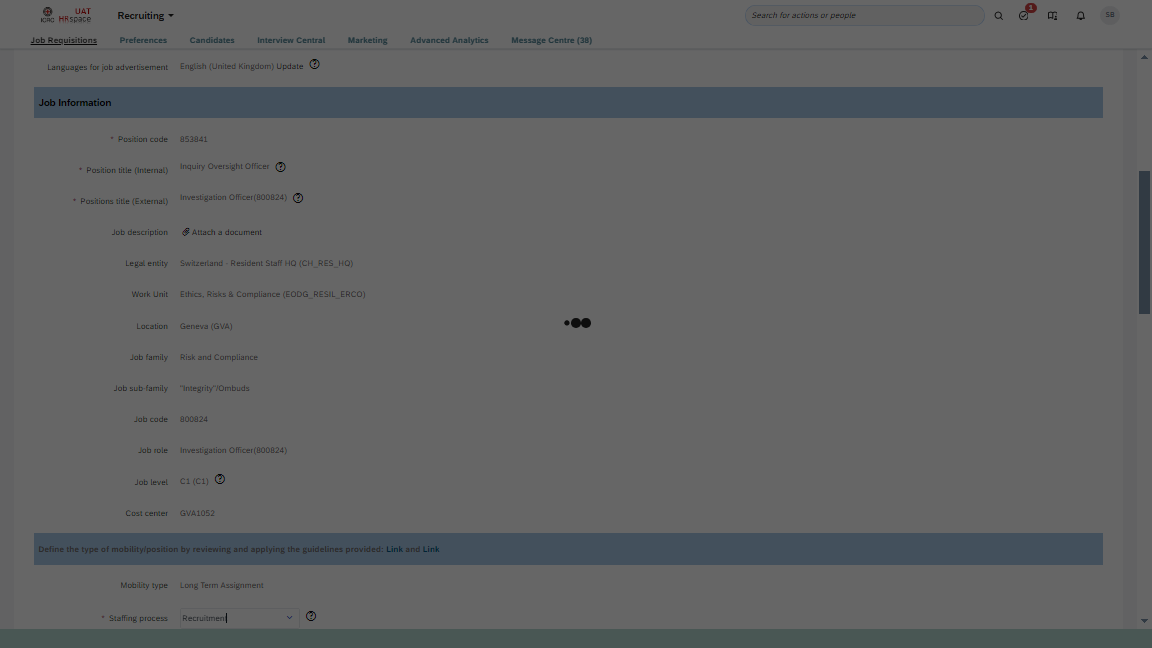 ICRC
UAT
HRspace
Recruiting
Search for actions or people
1
SB
Job Requisitions
Preferences
Candidates
Interview Central
Marketing
Advanced Analytics
Message Centre (38)
Languages for job advertisement English (United Kingdom) Update
Job Information
* Position code 853841
* Position title (Internal) Inquiry Oversight Officer
* Positions title (External) Investigation Officer(800824)
Job description Attach a document
Legal entity Switzerland - Resident Staff HQ (CH_RES_HQ)
Work Unit Ethics, Risks & Compliance (EODG_RESIL_ERCO)
Location Geneva (GVA)
Job family Risk and Compliance
Job sub-family "Integrity"/Ombuds
Job code 800824
Job role Investigation Officer(800824)
Job level C1 (C1)
Cost center GVA1052
Define the type of mobility/position by reviewing and applying the guidelines provided: Link and Link
Mobility type Long Term Assignment
* Staffing process Recruitmen